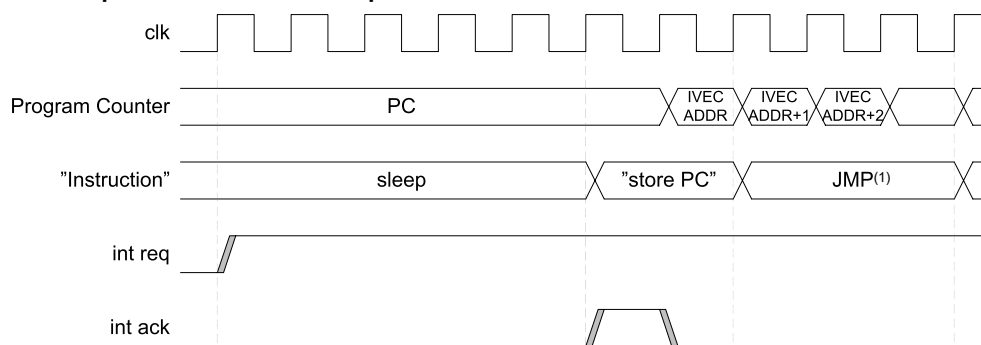 clk
Program Counter
PC
IVEC
ADDR
IVEC
ADDR+1
IVEC
ADDR+2
”Instruction”
sleep
”store PC”
JMP(1)
int req
int ack